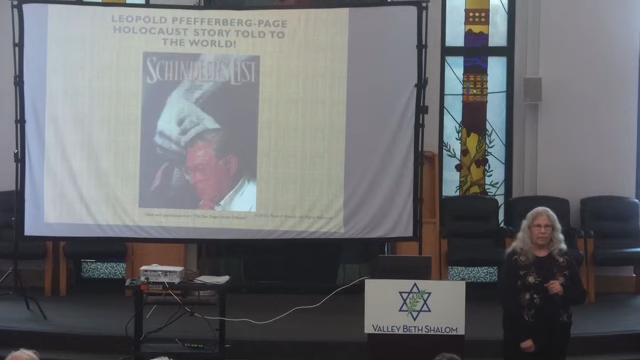 LEOPOLD PFEFFERBERG-PAGE
HOLOCAUST STORY TOLD TO
THE WORLD!
SCHINDLER'S LIST
VALLEY BETH SHALOM